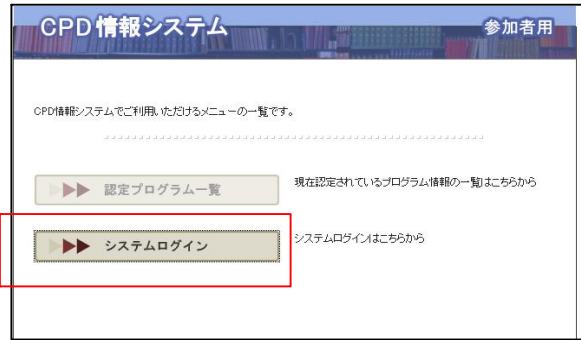 CPD情報システム
参加者用
CPD情報システムでご利用いただけるメニューの一覧です。
認定プログラム一覧
現在認定されているプログラム情報の一覧はこちらから
システムログイン
システムログインはこちらから